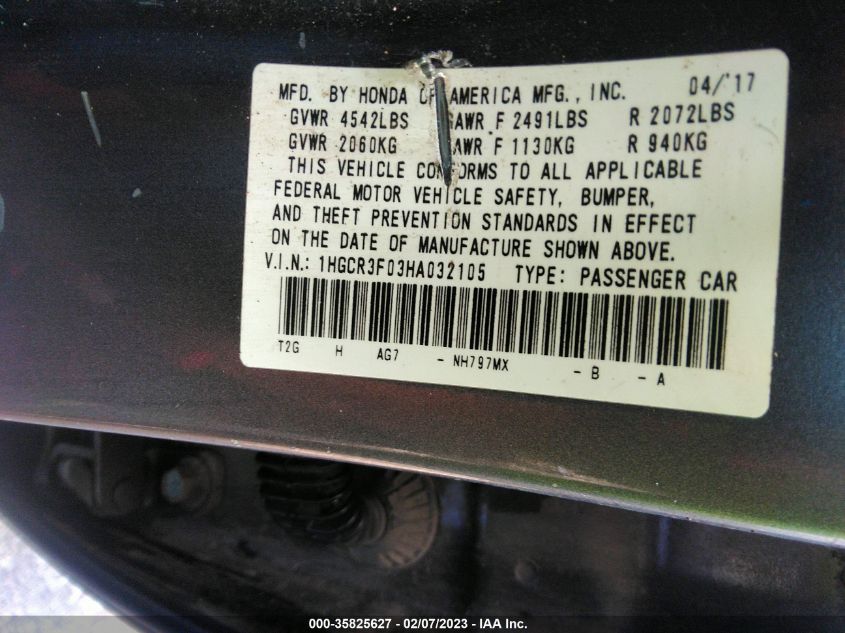 MFD. BY HONDA OF AMERICA MFG., INC. 04/'17
GVWR 4542LBS GAWR F 2491LBS R 2072LBS
GVWR 2060KG AWR F 1130KG R 940KG
THIS VEHICLE CONFORMS TO ALL APPLICABLE
FEDERAL MOTOR VEHICLE SAFETY, BUMPER,
AND THEFT PREVENTION STANDARDS IN EFFECT
ON THE DATE OF MANUFACTURE SHOWN ABOVE.
V.I.N.: 1HGCR3F03HA032105 TYPE: PASSENGER CAR
T2G H AG7 - NH797MX - B - A
000-35825627 - 02/07/2023 - IAA Inc.